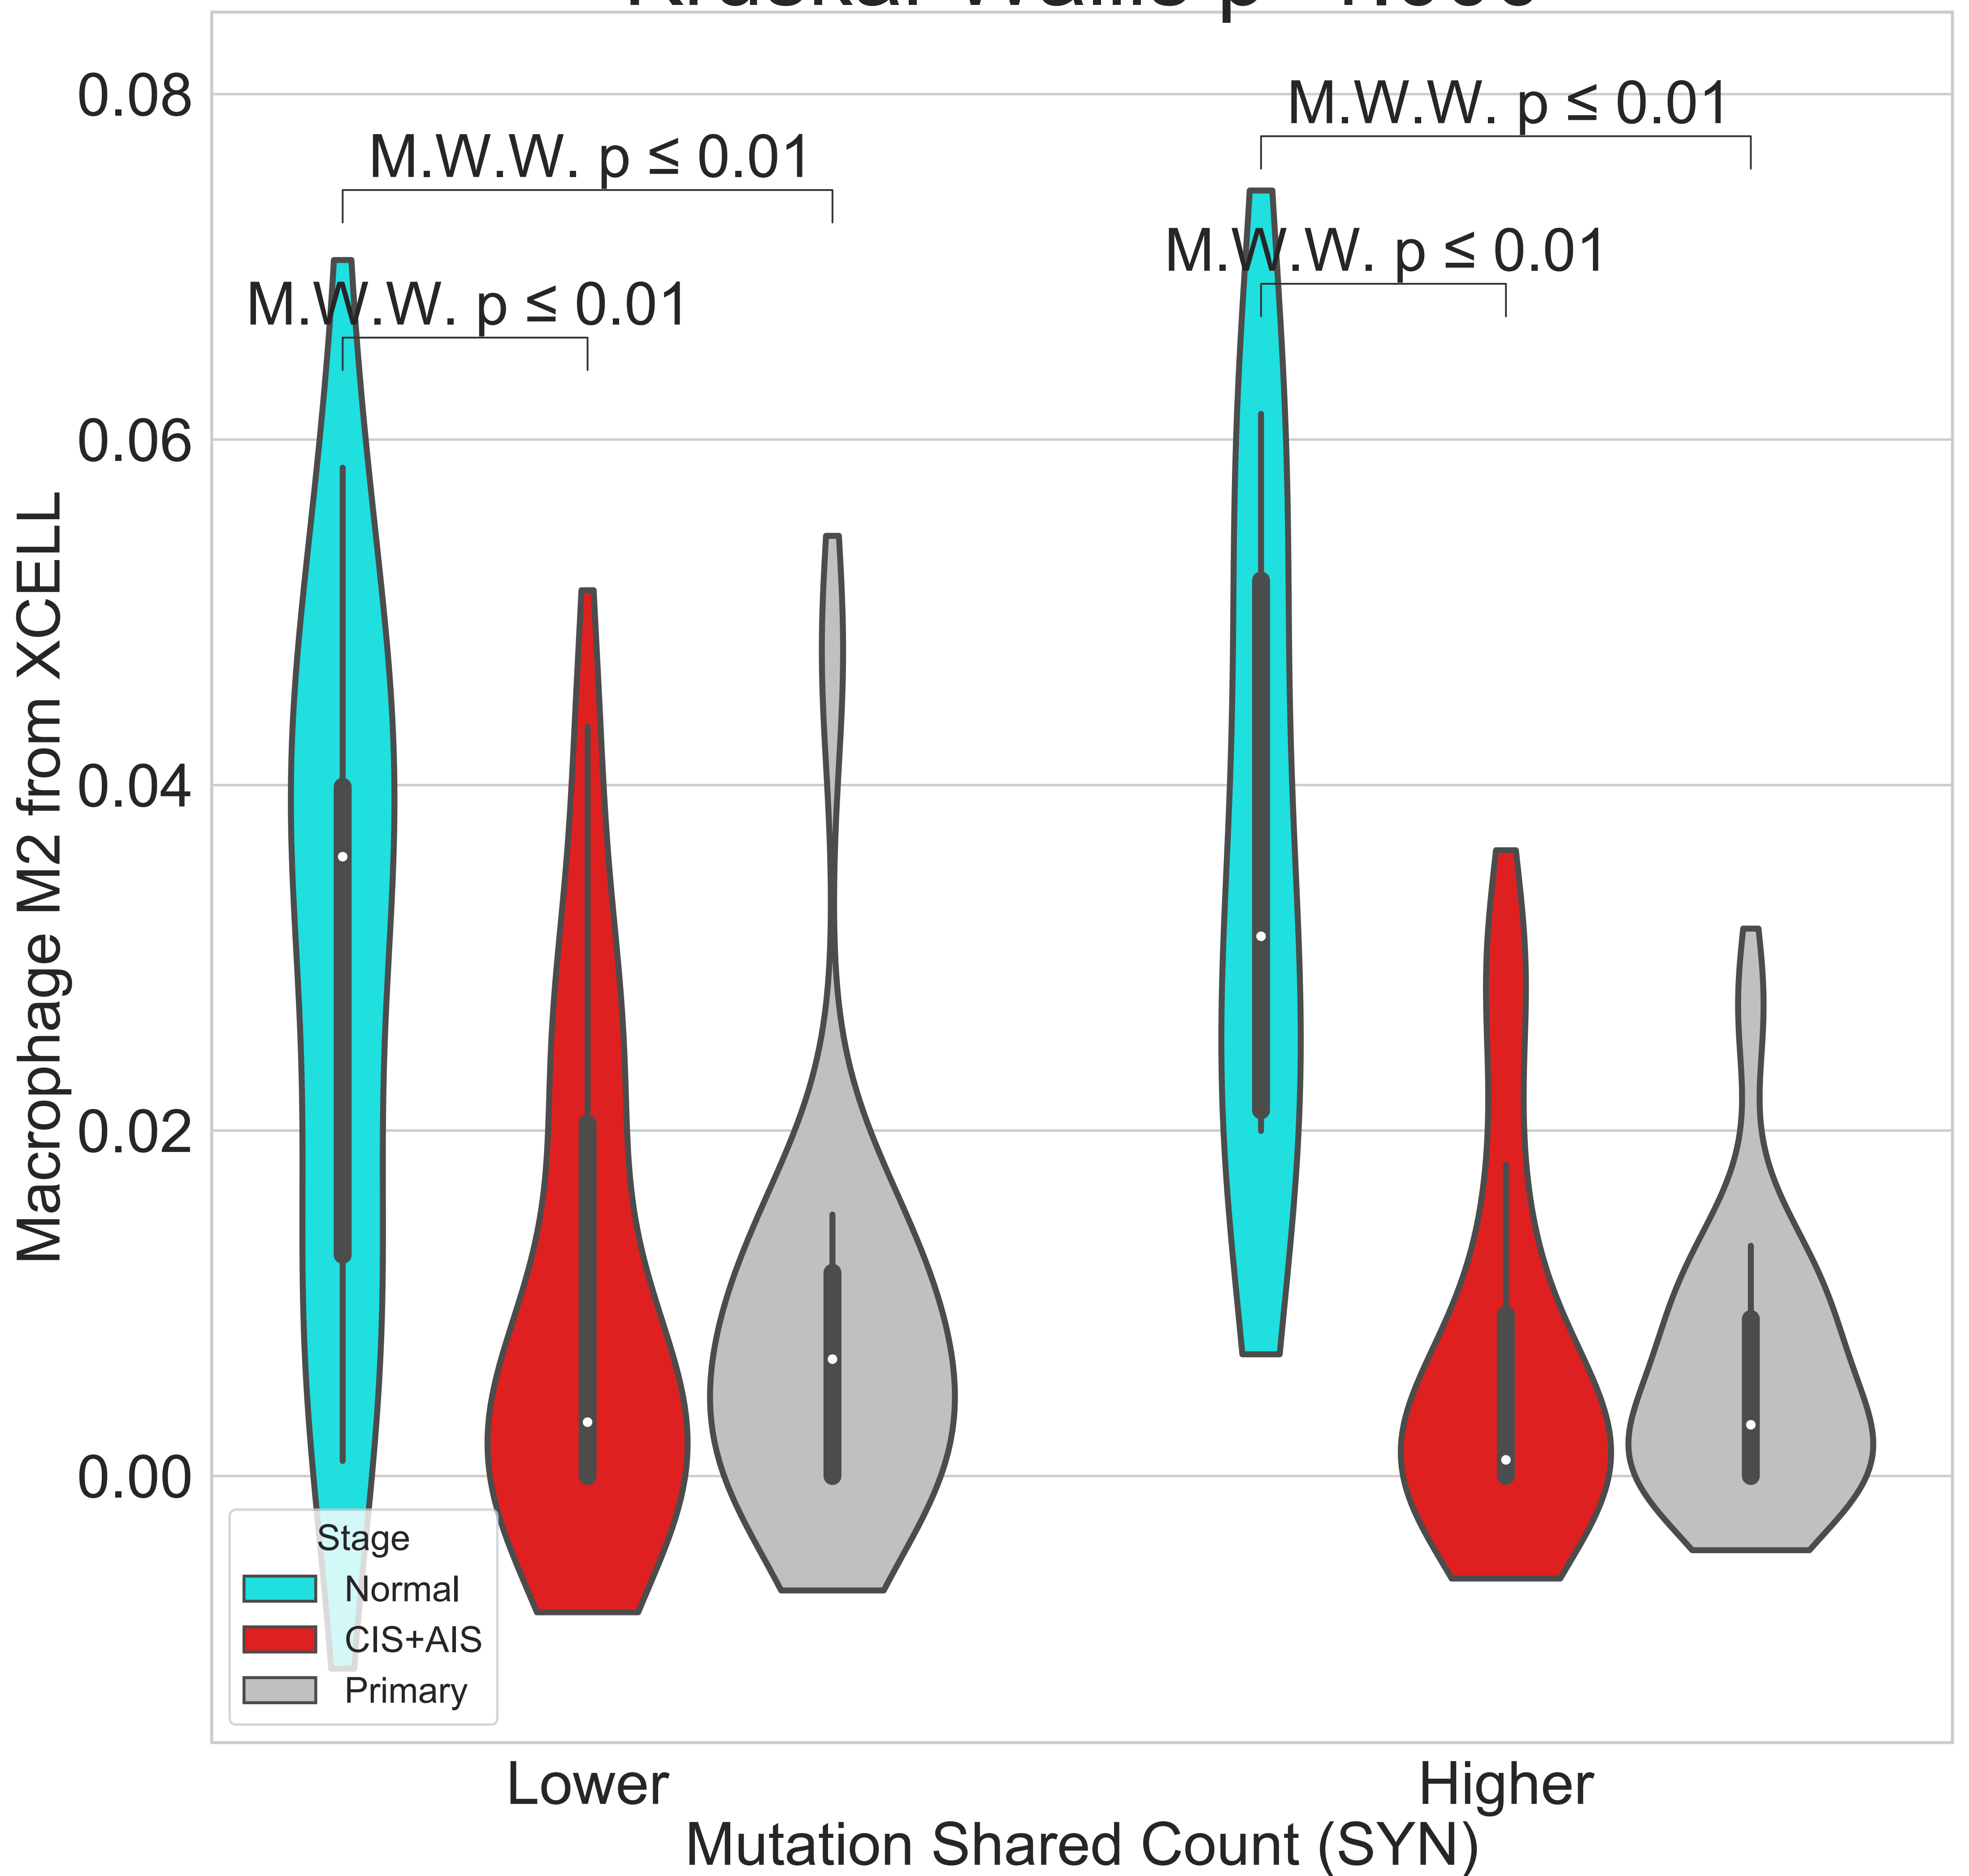 0.08
0.06
0.04
0.02
0.00
Macrophage M2 from XCELL
M.W.W. p ≤ 0.01
M.W.W. p ≤ 0.01
M.W.W. p ≤ 0.01
M.W.W. p ≤ 0.01
Stage
Normal
CIS+AIS
Primary
Lower
Higher
Mutation Shared Count (SYN)